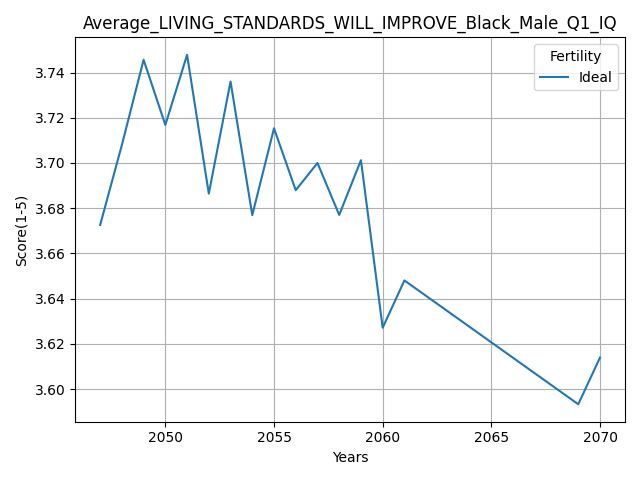 Average_LIVING_STANDARDS_WILL_IMPROVE_Black_Male_Q1_IQ
Fertility
Ideal
3.74
3.72
3.70
3.68
3.66
3.64
3.62
3.60
Score(1-5)
2050 2055 2060 2065 2070
Years